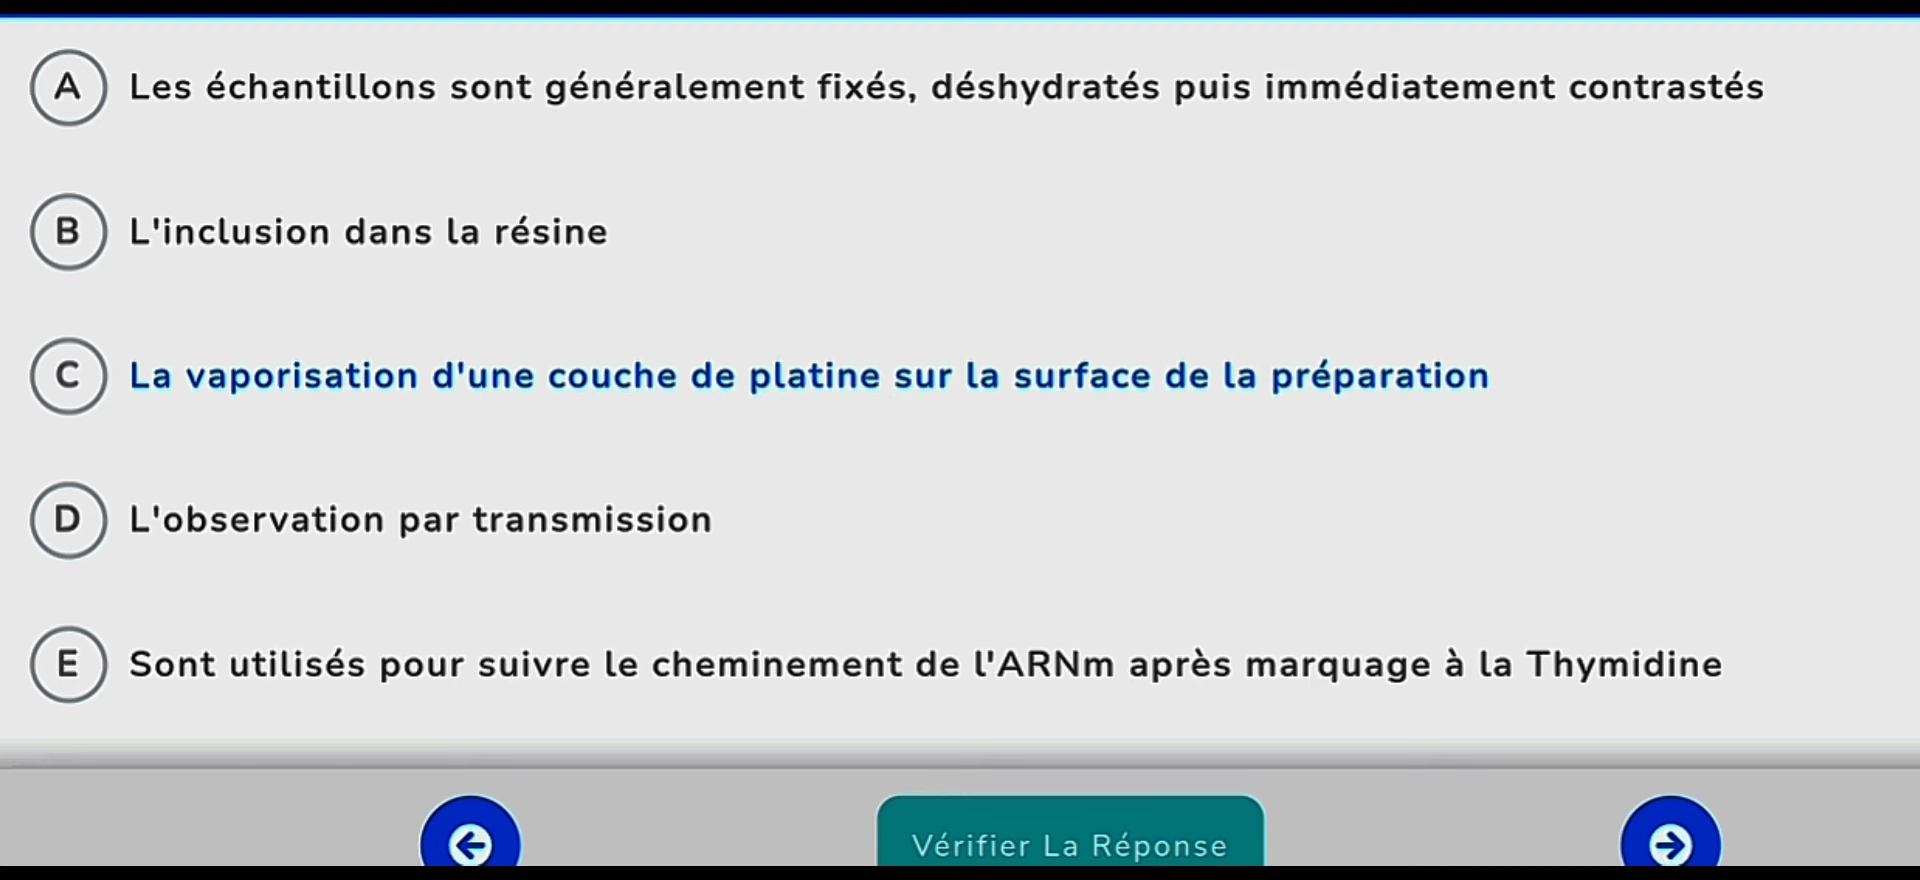 A Les échantillons sont généralement fixés, déshydratés puis immédiatement contrastés
B L'inclusion dans la résine
C La vaporisation d'une couche de platine sur la surface de la préparation
D L'observation par transmission
E Sont utilisés pour suivre le cheminement de l'ARNm après marquage à la Thymidine
Vérifier La Réponse